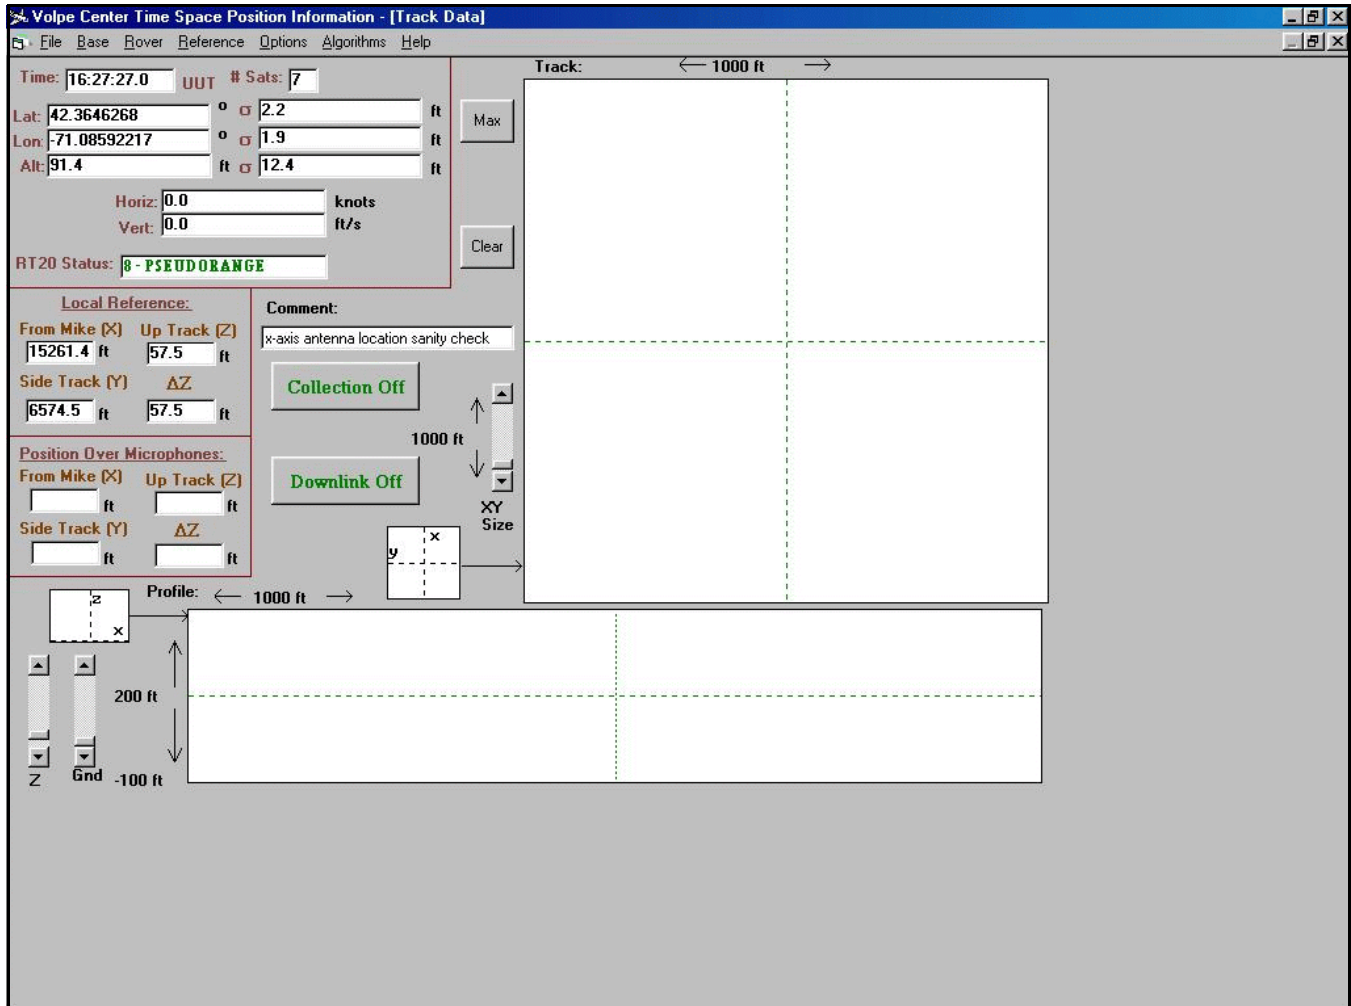 Volpe Center Time Space Position Information - [Track Data]
File Base Rover Reference Options Algorithms Help
Time: 16:27:27.0 UUT # Sats: 7
Lat: 42.3646268 º σ 2.2 ft
Lon: -71.08592217 º σ 1.9 ft
Alt: 91.4 ft σ 12.4 ft
Horiz: 0.0 knots
Vert: 0.0 ft/s
RT20 Status: 8 - PSEUDORANGE
Max
Clear
Track: 1000 ft
Local Reference:
From Mike (X) Up Track (Z)
15261.4 ft 57.5 ft
Side Track (Y) ΔZ
6574.5 ft 57.5 ft
Comment:
x-axis antenna location sanity check
Collection Off
1000 ft
Downlink Off
XY
Size
Position Over Microphones:
From Mike (X) Up Track (Z)
ft ft
Side Track (Y) ΔZ
ft ft
x
y
Profile: 1000 ft
z
x
200 ft
Z Gnd -100 ft